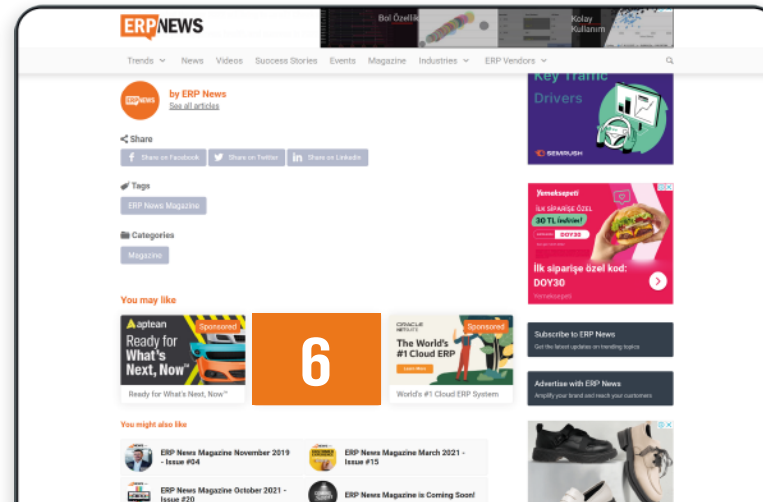 ERP NEWS
Bol Özellik
Kolay
Kullanım
Trends News Videos Success Stories Events Magazine Industries ERP Vendors
ERPNEWS
by ERP News
See all articles
Share
Share on Facebook Share on Twitter in Share on Linkedin
Tags
ERP News Magazine
Categories
Magazine
You may like
Aptean
Sponsored
Ready for
What's
Next, Now™
Ready for What's Next, Now™
6
ORACLE
NETSUITE
Sponsored
The World's
#1 Cloud ERP
Learn More
World's #1 Cloud ERP System
You might also like
ERP News Magazine November 2019
- Issue #04
ERP News Magazine March 2021 -
Issue #15
ERP News Magazine October 2021 -
Issue #20
ERP News Magazine is Coming Soon!
Key Traffic
Drivers
SEMRUSH
Yemeksepeti
İLK SİPARİŞE ÖZEL
30 TL İndirim!
DOY30
İlk siparişe özel kod:
DOY30
Yemeksepeti
Subscribe to ERP News
Get the latest updates on trending topics
Advertise with ERP News
Amplify your brand and reach your customers